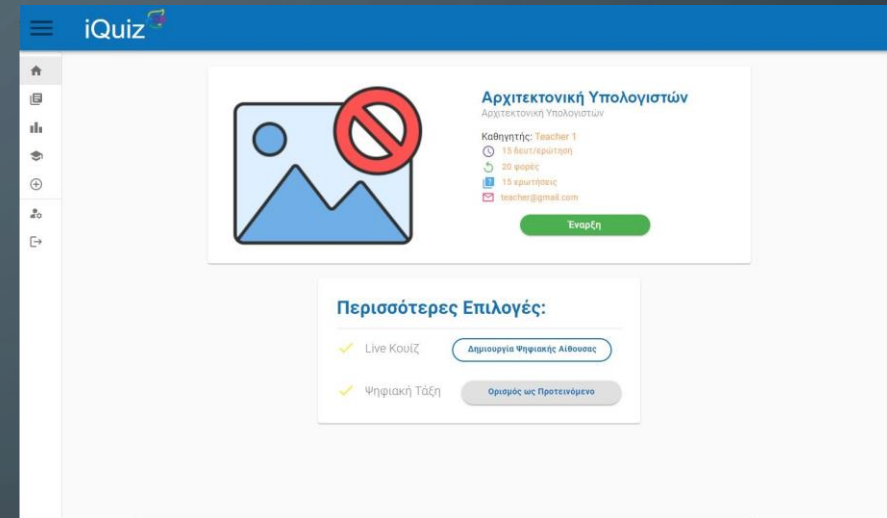 iQuiz
Αρχιτεκτονική Υπολογιστών
Αρχιτεκτονική Υπολογιστών
Καθηγητής: Teacher 1
15 δευτ/ερώτηση
20 φορές
15 ερωτήσεις
teacher@gmail.com
Έναρξη
Περισσότερες Επιλογές:
Live Κουίζ
Δημιουργία Ψηφιακής Αίθουσας
Ψηφιακή Τάξη
Ορισμός ως Προτεινόμενο